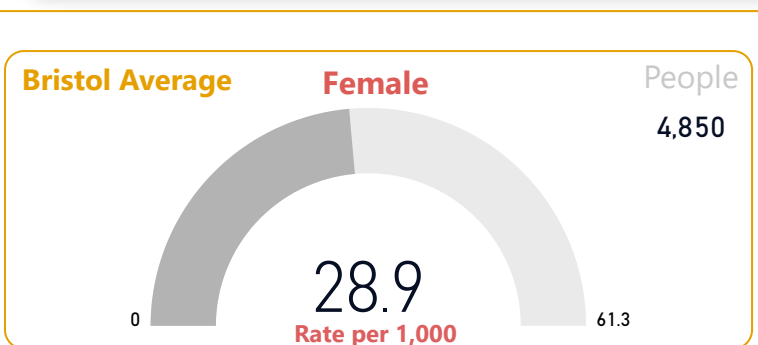 Bristol Average
Female
People
4,850
28.9
0
61.3
Rate per 1,000